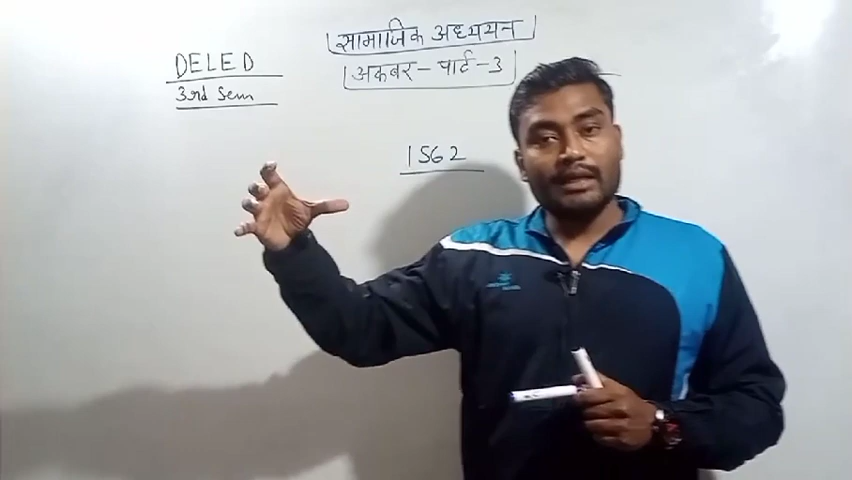 DELED
3rd Sem
सामाजिक अध्ययन
अकबर - पार्ट - 3
1562